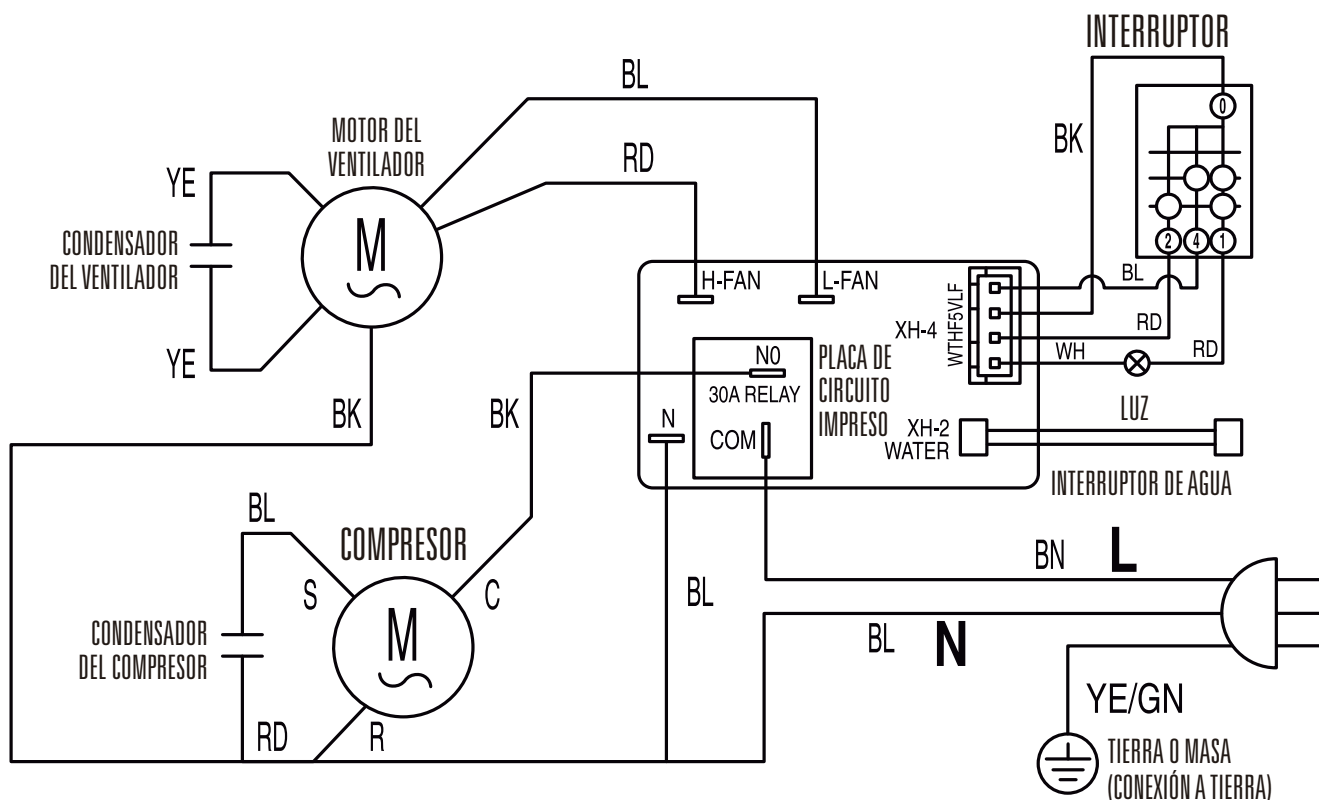 INTERRUPTOR
0
BK
BL
MOTOR DEL
VENTILADOR
RD
YE
M
CONDENSADOR
DEL VENTILADOR
YE
BK
2 4 1
BL
RD
WH
RD
LUZ
H-FAN
L-FAN
XH-4
WTHF5VLF
N0
30A RELAY
COM
N
PLACA DE
CIRCUITO
IMPRESO
XH-2
WATER
INTERRUPTOR DE AGUA
BK
BL
COMPRESOR
S
C
M
CONDENSADOR
DEL COMPRESOR
RD
R
BL
BN
L
BL
N
YE/GN
TIERRA O MASA
(CONEXIÓN A TIERRA)